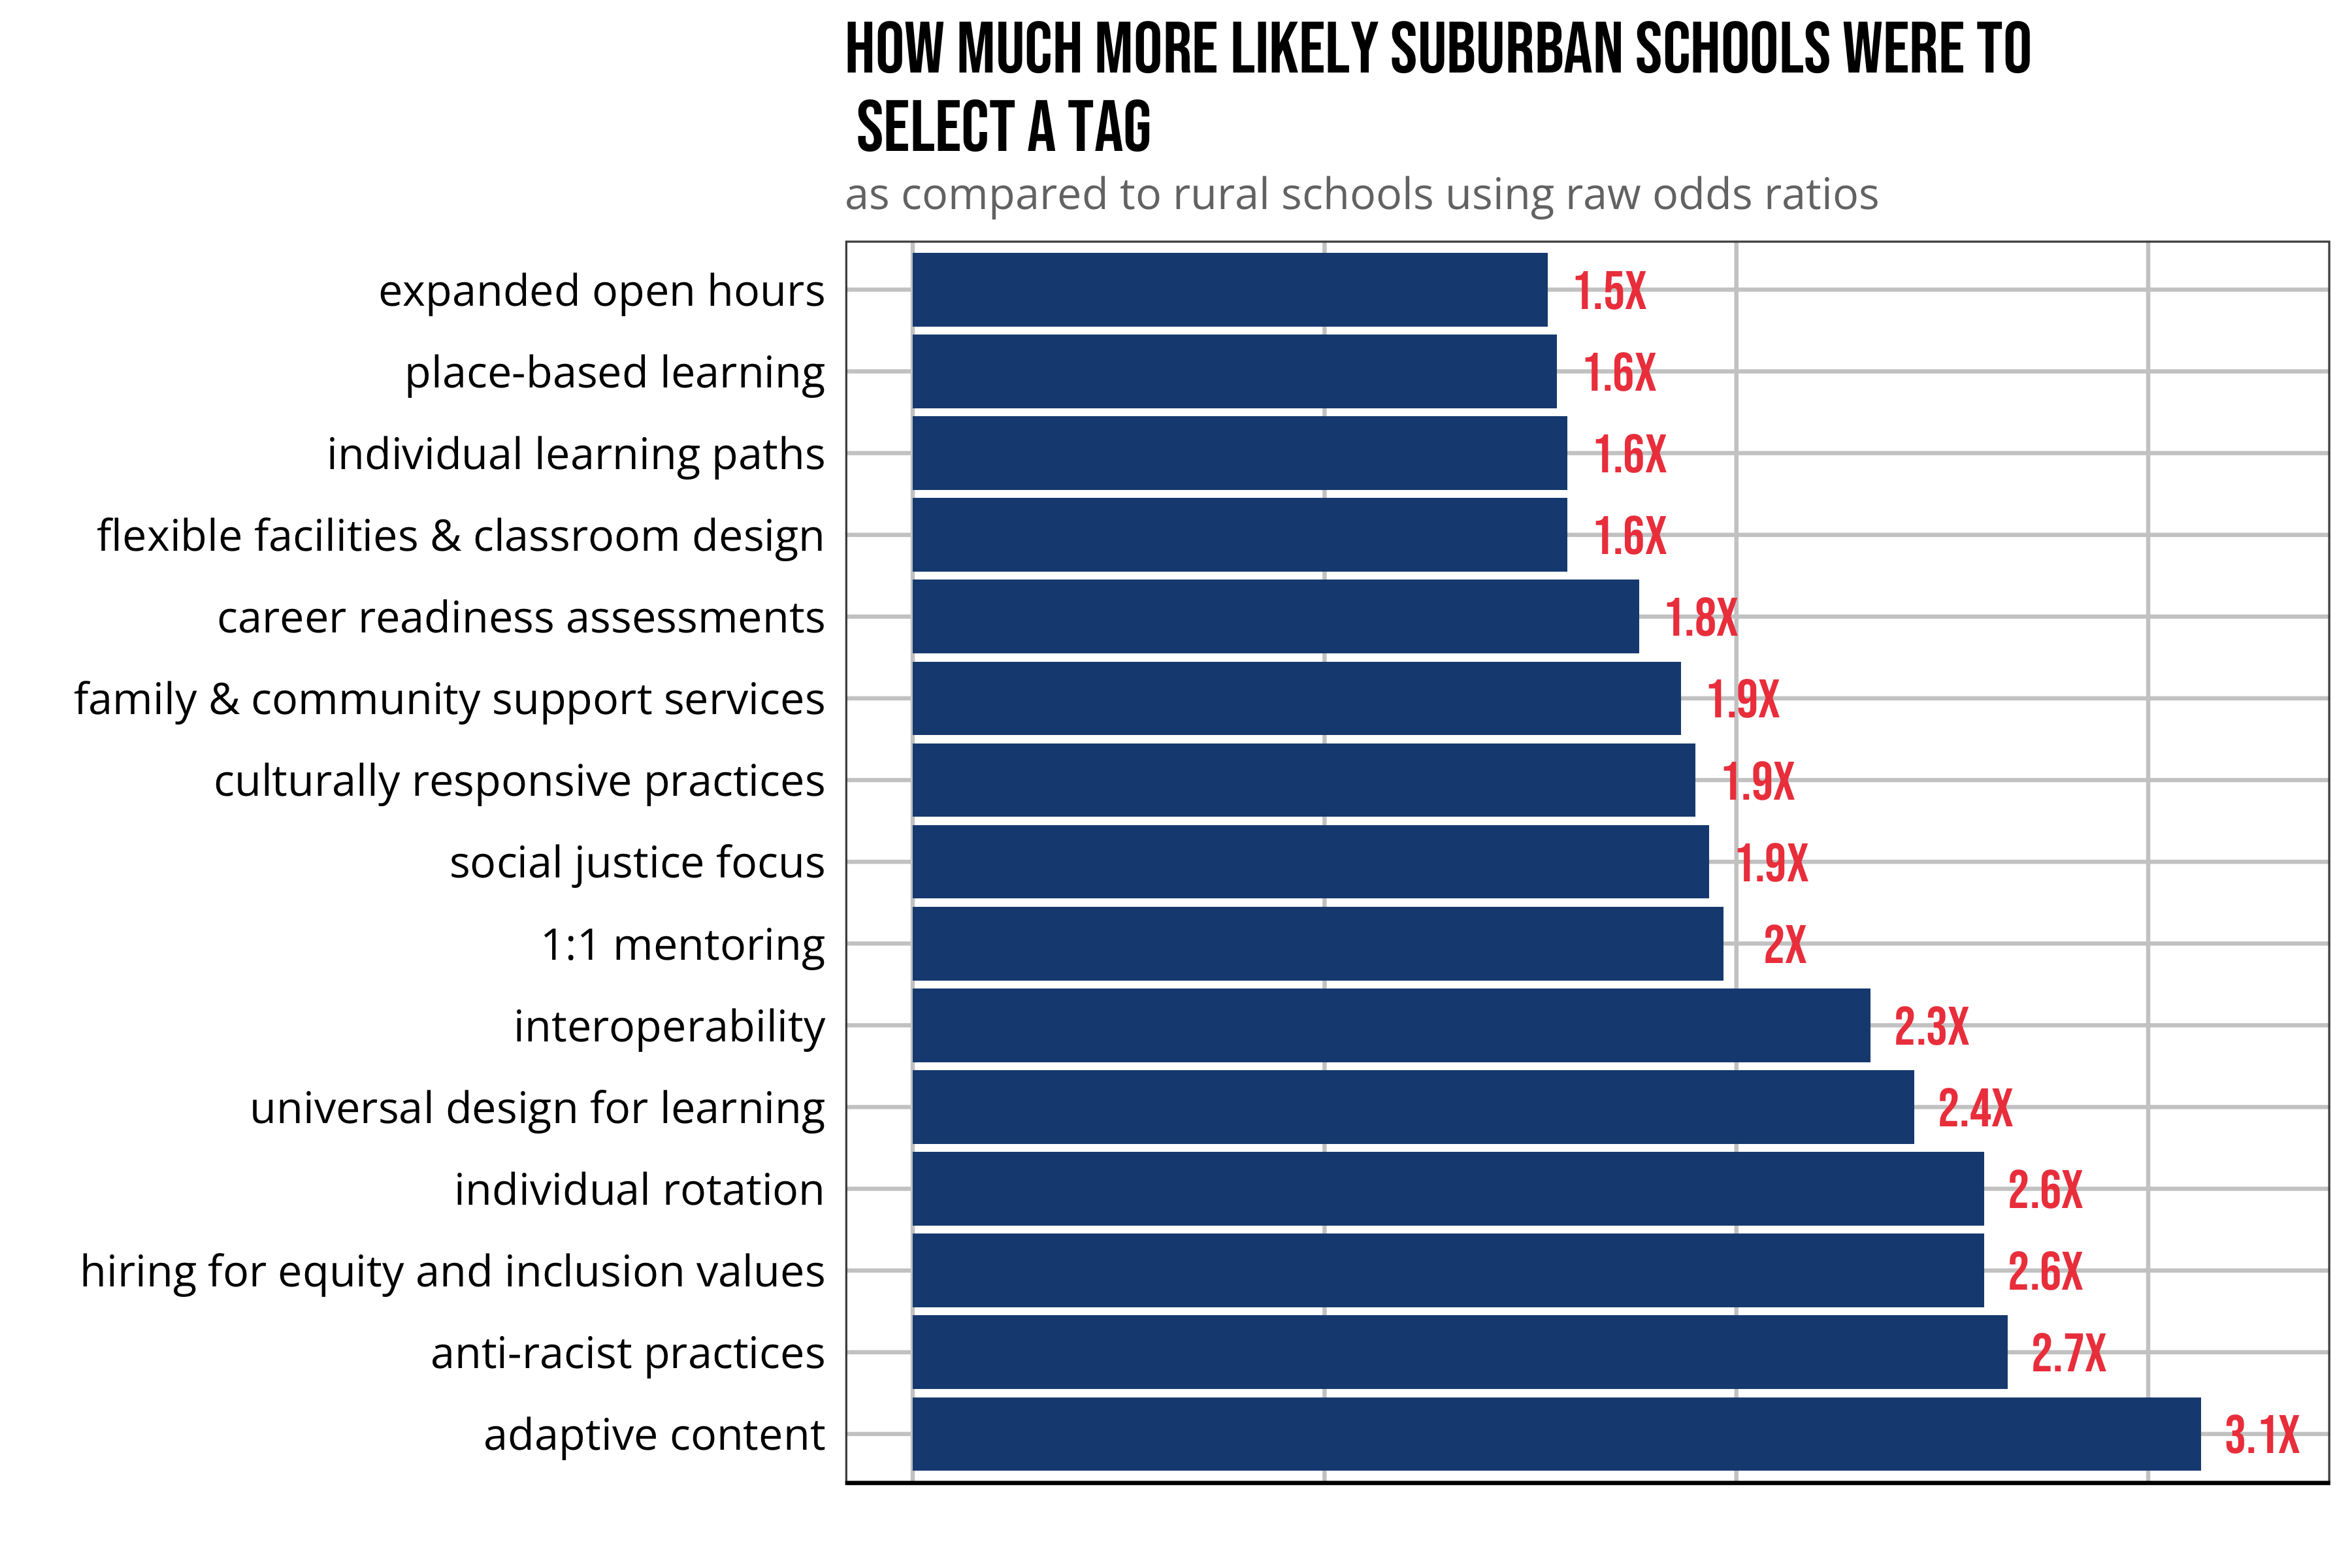 HOW MUCH MORE LIKELY SUBURBAN SCHOOLS WERE TO
SELECT A TAG
as compared to rural schools using raw odds ratios
expanded open hours 1.5X
place-based learning 1.6X
individual learning paths 1.6X
flexible facilities & classroom design 1.6X
career readiness assessments 1.8X
family & community support services 1.9X
culturally responsive practices 1.9X
social justice focus 1.9X
1:1 mentoring 2X
interoperability 2.3X
universal design for learning 2.4X
individual rotation 2.6X
hiring for equity and inclusion values 2.6X
anti-racist practices 2.7X
adaptive content 3.1X